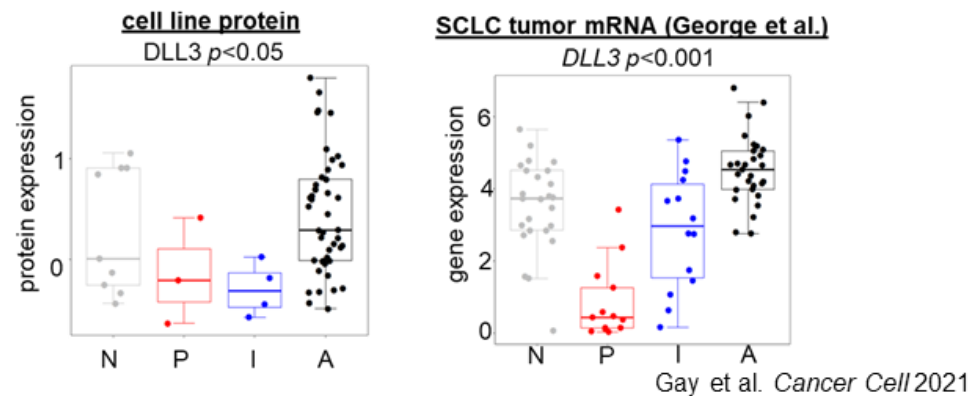 cell line protein
DLL3 p<0.05
protein expression
1
0
N P I A
SCLC tumor mRNA (George et al.)
DLL3 p<0.001
gene expression
6
4
2
0
N P I A
Gay et al. Cancer Cell 2021